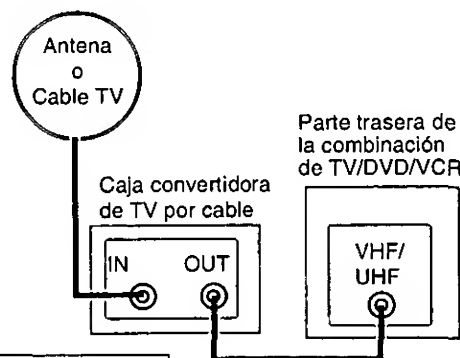 Antena
o
Cable TV
Parte trasera de
la combinación
de TV/DVD/VCR
Caja convertidora
de TV por cable
IN
OUT
VHF/
UHF